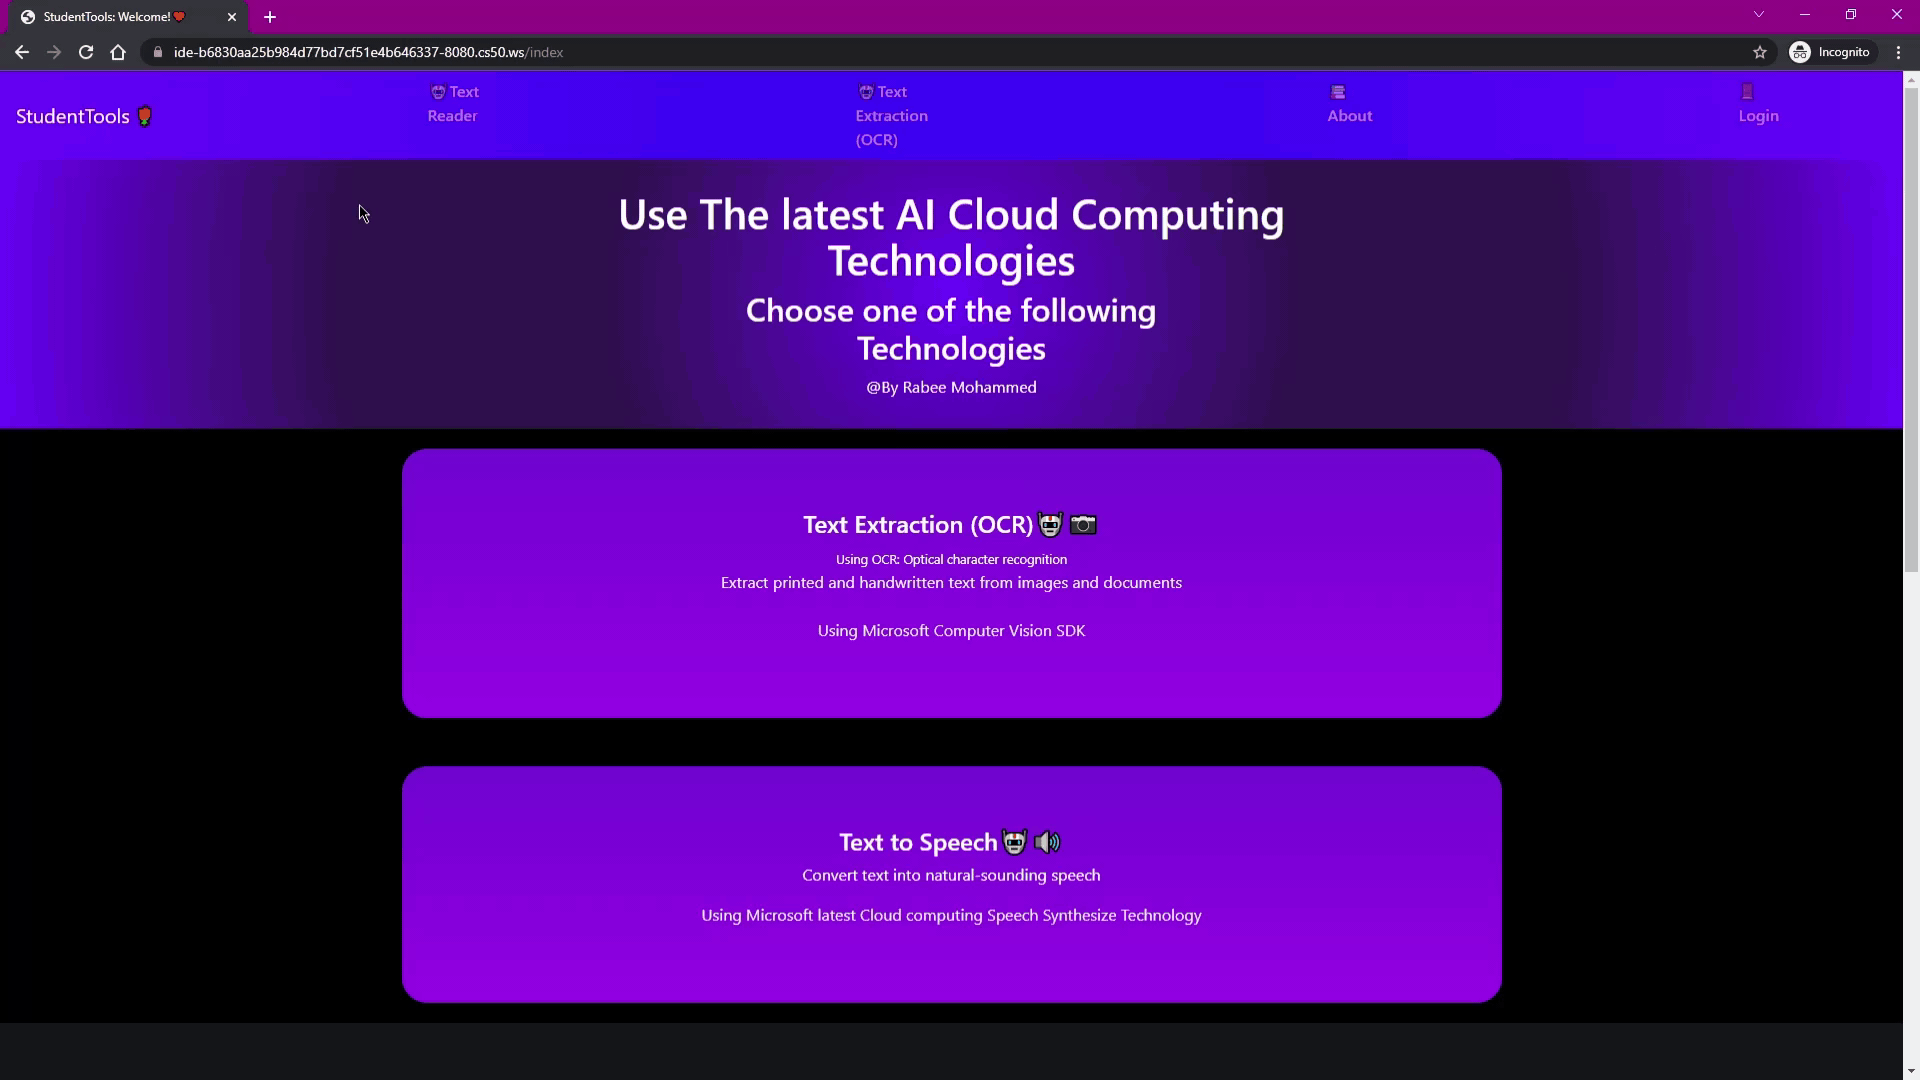 StudentTools: Welcome!❤️
ide-b6830aa25b984d77bd7cf51e4b646337-8080.cs50.ws/index
Incognito
StudentTools 🌹
🤖 Text
Reader
🤖 Text
Extraction
(OCR)
📚
About
🚪
Login
Use The latest AI Cloud Computing
Technologies
Choose one of the following
Technologies
@By Rabee Mohammed
Text Extraction (OCR)🤖 📷
Using OCR: Optical character recognition
Extract printed and handwritten text from images and documents
Using Microsoft Computer Vision SDK
Text to Speech🤖 🔊
Convert text into natural-sounding speech
Using Microsoft latest Cloud computing Speech Synthesize Technology